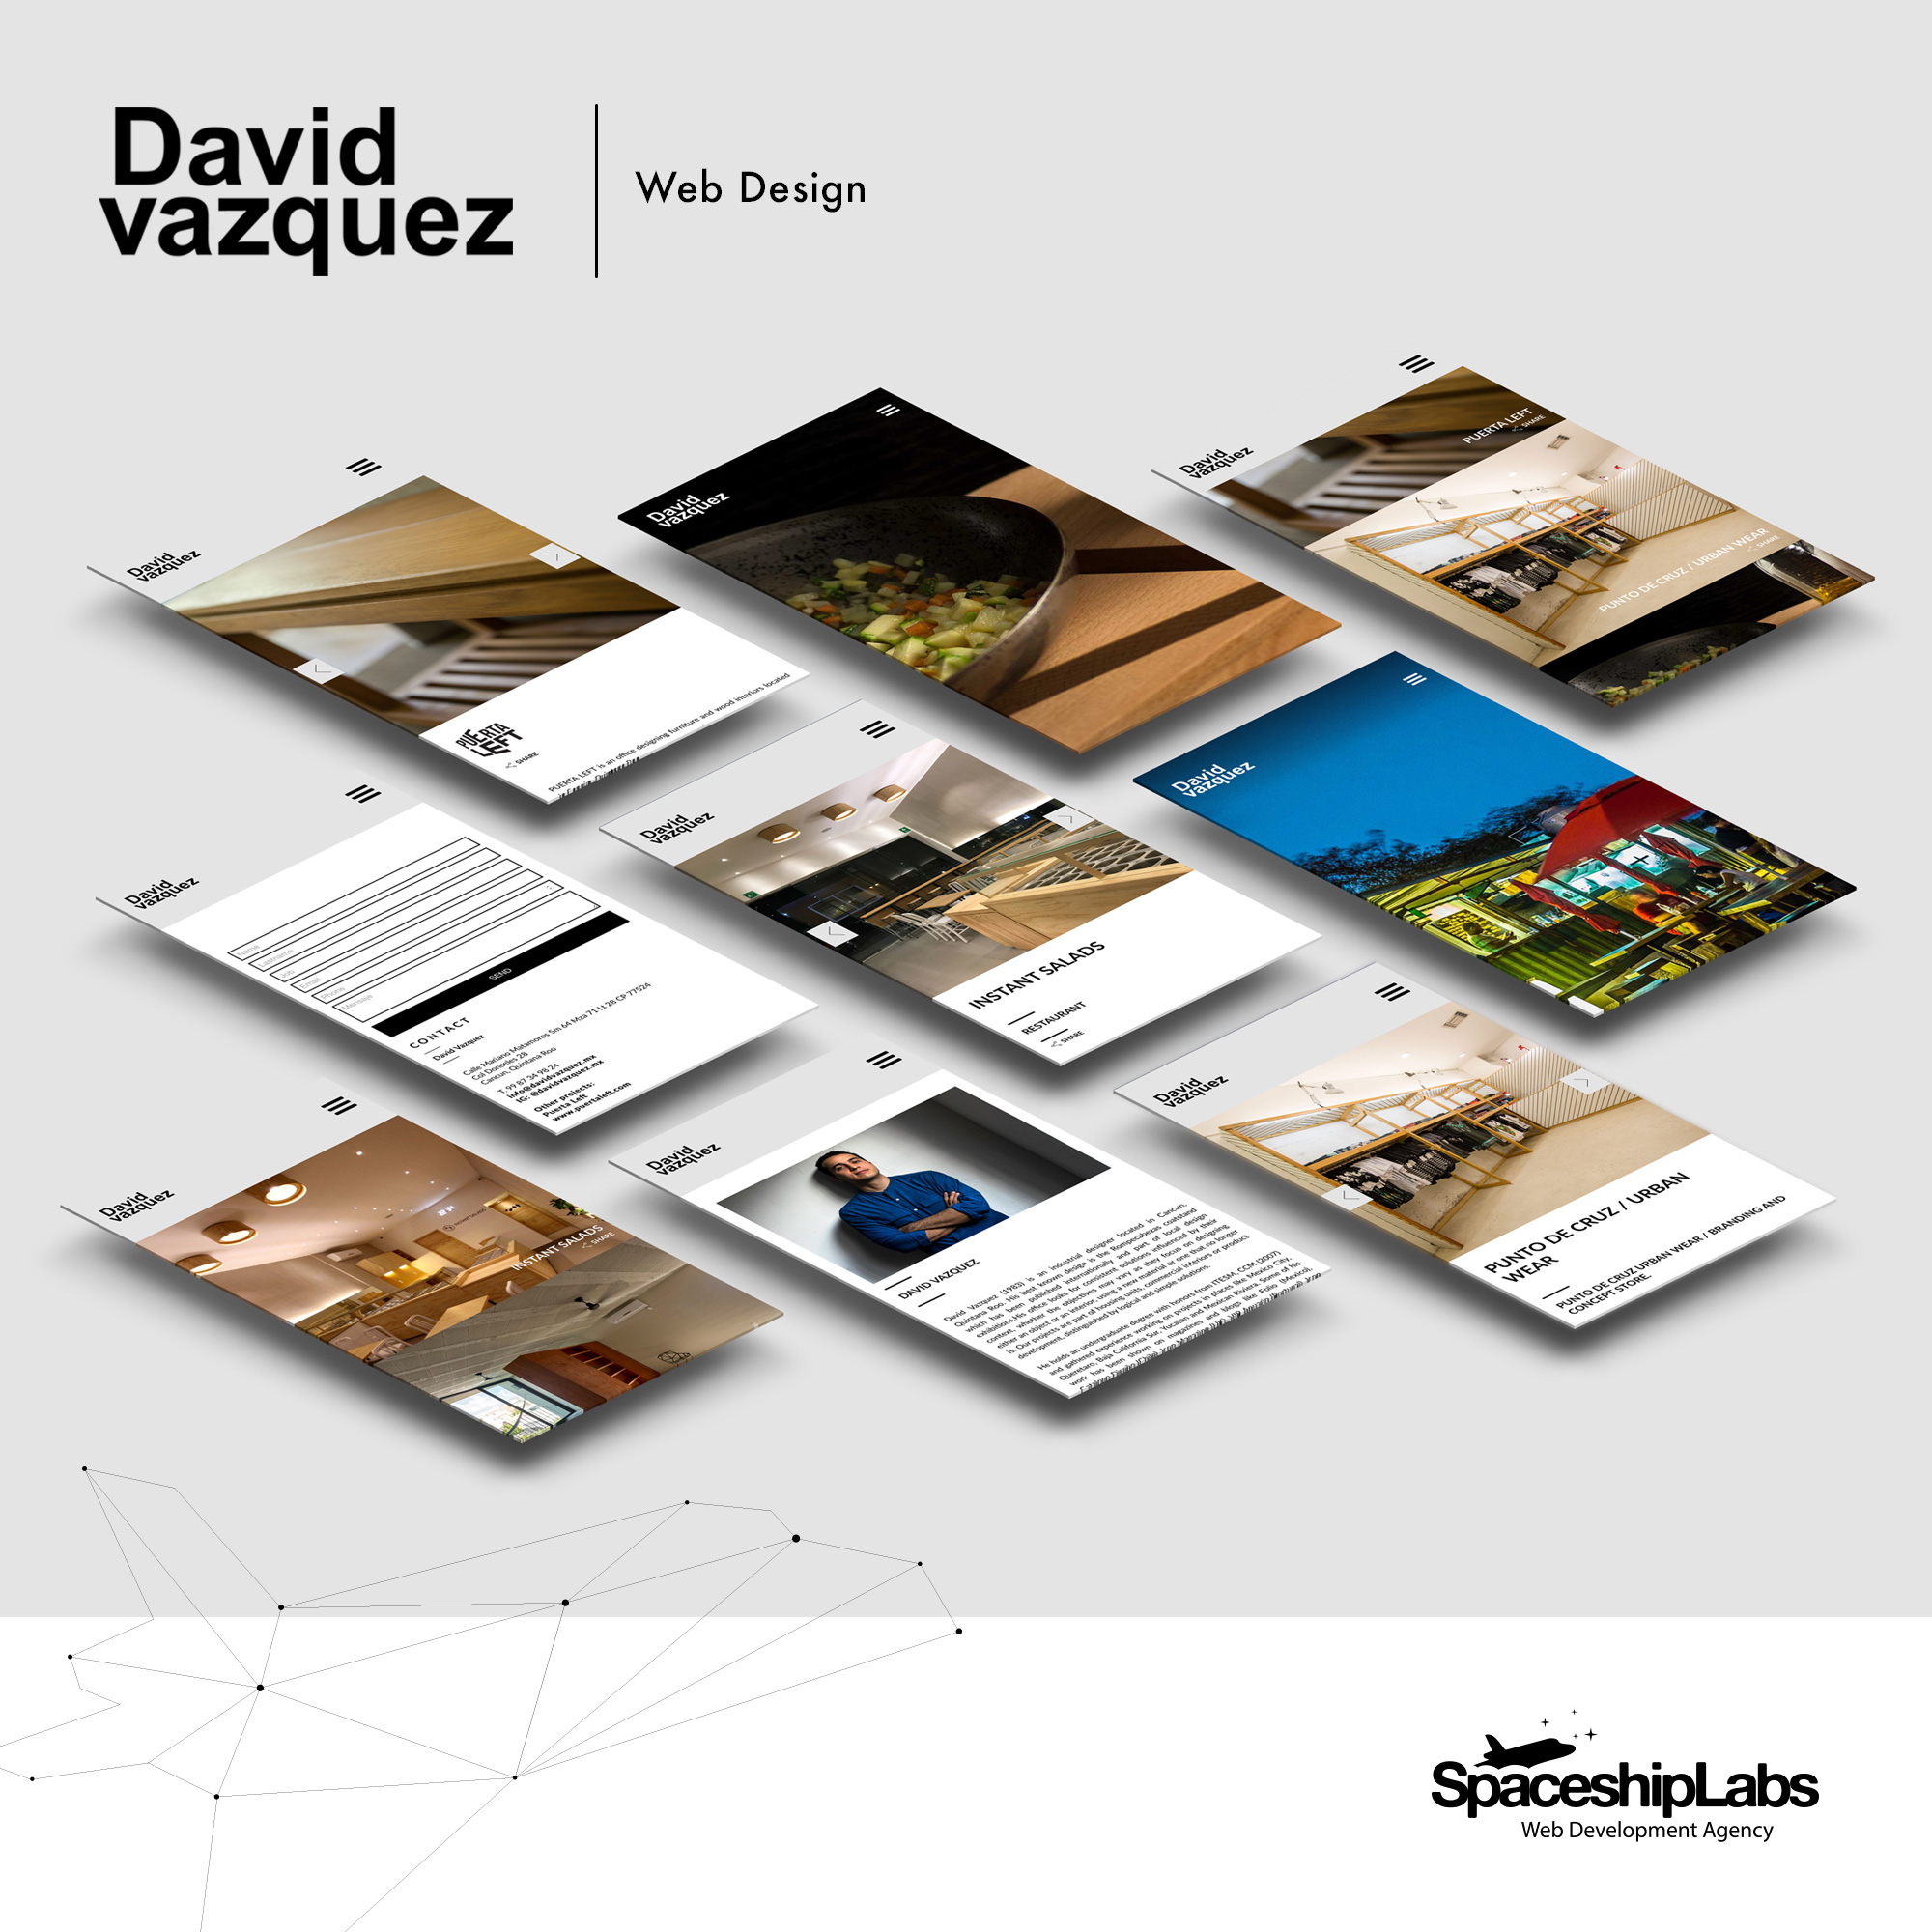 David
vazquez
Web Design
David
vazquez
PUERTA
LEFT
SHARE
PUERTA LEFT is an office designing furniture and wood interiors located
David
vazquez
David
vazquez
PUERTA LEFT
SHARE
PUNTO DE CRUZ / URBAN WEAR
SHARE
David
vazquez
Name
Lastname
Job
Email
Phone
Mensaje
SEND
CONTACT
David Vazquez
Calle Mariano Matamoros Sm 64 Mza 71 Lt 28 CP 77524
Col Donceles 28
Cancun, Quintana Roo
T. 99 87 34 98 24
info@davidvazquez.mx
IG: @davidvazquez.mx
Other projects:
Puerta Left
www.puertaleft.com
David
vazquez
INSTANT SALADS
RESTAURANT
SHARE
David
vazquez
David
vazquez
INSTANT SALADS
SHARE
David
vazquez
DAVID VAZQUEZ
David Vazquez (1983) is an industrial designer located in Cancun,
Quintana Roo. His best known design is the Rompecabezas coatstand
which has been published internationally and part of local design
exhibitions. His office looks for consistent solutions influenced by their
context, whether the objectives may vary as they focus on designing
either an object or an interior, using a new material or one that no longer
is. Our projects are part of housing units, commercial interiors or product
development, distinguished by logical and simple solutions.
He holds an undergraduate degree with honors from ITESM, CCM (2007)
and gathered experience working on projects in places like Mexico City,
Queretaro, Baja California Sur, Yucatan and Mexican Riviera. Some of his
work has been shown on magazines and blogs like Folio (Mexico),
David
vazquez
PUNTO DE CRUZ / URBAN
WEAR
PUNTO DE CRUZ URBAN WEAR / BRANDING AND
CONCEPT STORE.
SpaceshipLabs
Web Development Agency